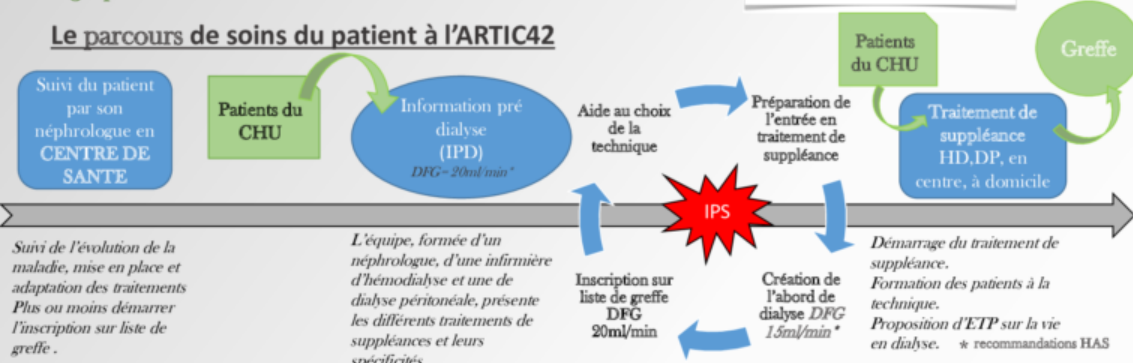 Le parcours de soins du patient à l'ARTIC42
Suivi du patient
par son
néphrologue en
CENTRE DE
SANTE
Patients du
CHU
Information pré
dialyse
(IPD)
DFG~20ml/min*
Aide au choix
de la
technique
Préparation de
l'entrée en
traitement de
suppléance
Patients
du CHU
Traitement de
suppléance
HD,DP, en
centre, à domicile
Greffe
IPS
Suivi de l'évolution de la
maladie, mise en place et
adaptation des traitements
Plus ou moins démarrer
l'inscription sur liste de
greffe .
L'équipe, formée d'un
néphrologue, d'une infirmière
d'hémodialyse et une de
dialyse péritonéale, présente
les différents traitements de
suppléances et leurs
spécificités
Inscription sur
liste de greffe
DFG
20ml/min
Création de
l'abord de
dialyse DFG
15ml/min*
Démarrage du traitement de
suppléance.
Formation des patients à la
technique.
Proposition d'ETP sur la vie
en dialyse.
* recommandations HAS